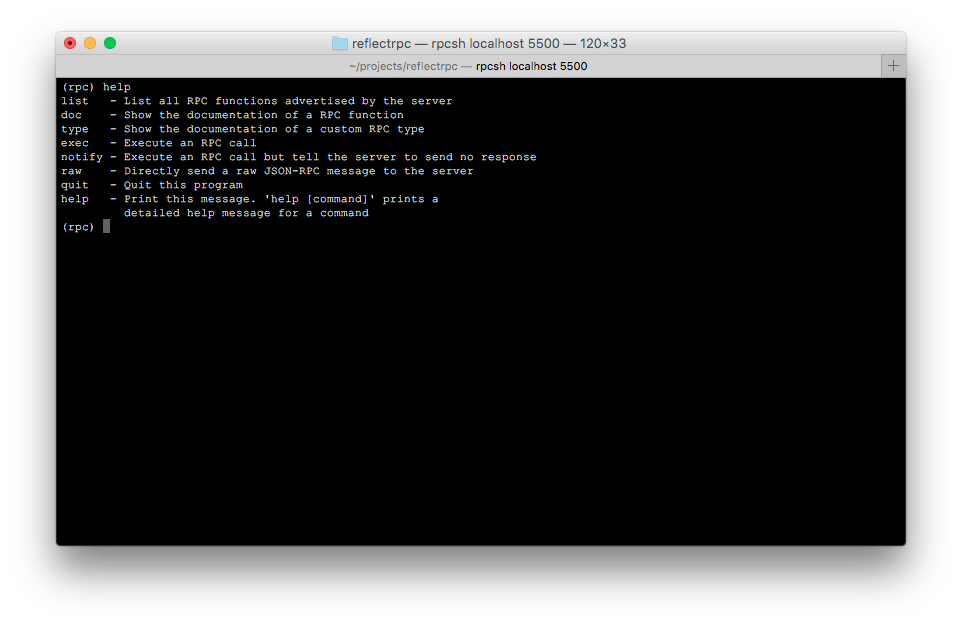 reflectrpc — rpcsh localhost 5500 — 120×33
~/projects/reflectrpc — rpcsh localhost 5500
(rpc) help
list   - List all RPC functions advertised by the server
doc    - Show the documentation of a RPC function
type   - Show the documentation of a custom RPC type
exec   - Execute an RPC call
notify - Execute an RPC call but tell the server to send no response
raw    - Directly send a raw JSON-RPC message to the server
quit   - Quit this program
help   - Print this message. 'help [command]' prints a
         detailed help message for a command
(rpc)